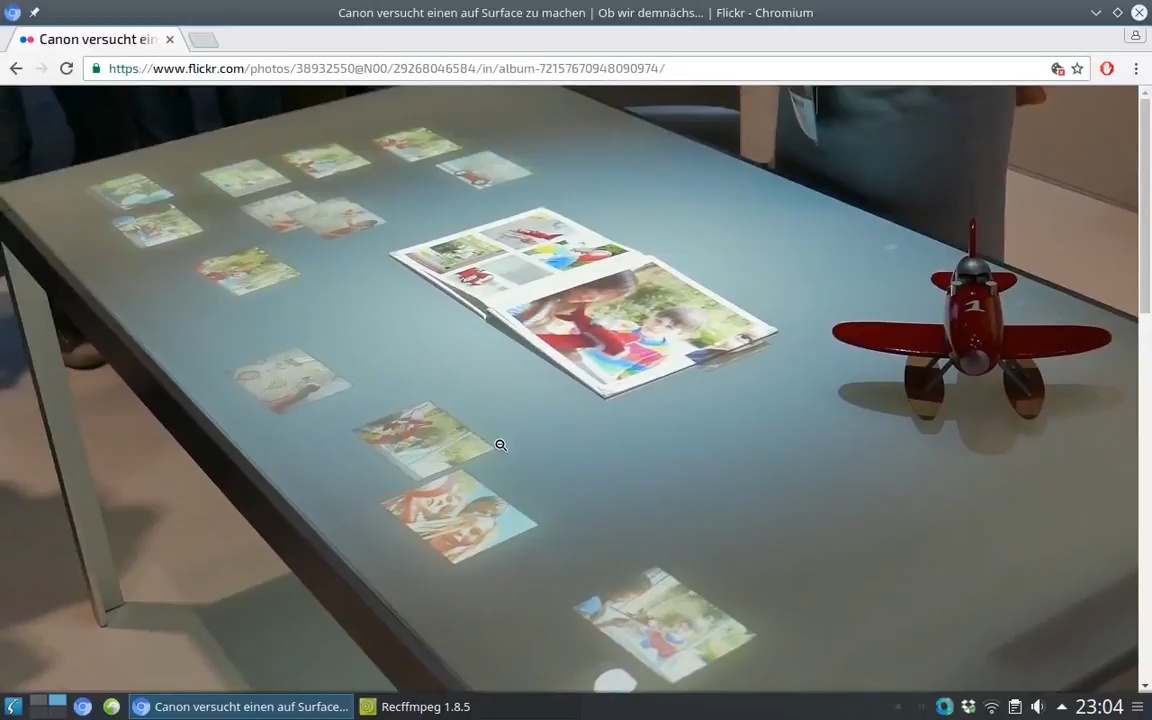 Canon versucht einen auf Surface zu machen | Ob wir demnächs... | Flickr - Chromium
Canon versucht ein
https://www.flickr.com/photos/38932550@N00/29268046584/in/album-72157670948090974/
1
Canon versucht einen auf Surface...
Recffmpeg 1.8.5
23:04